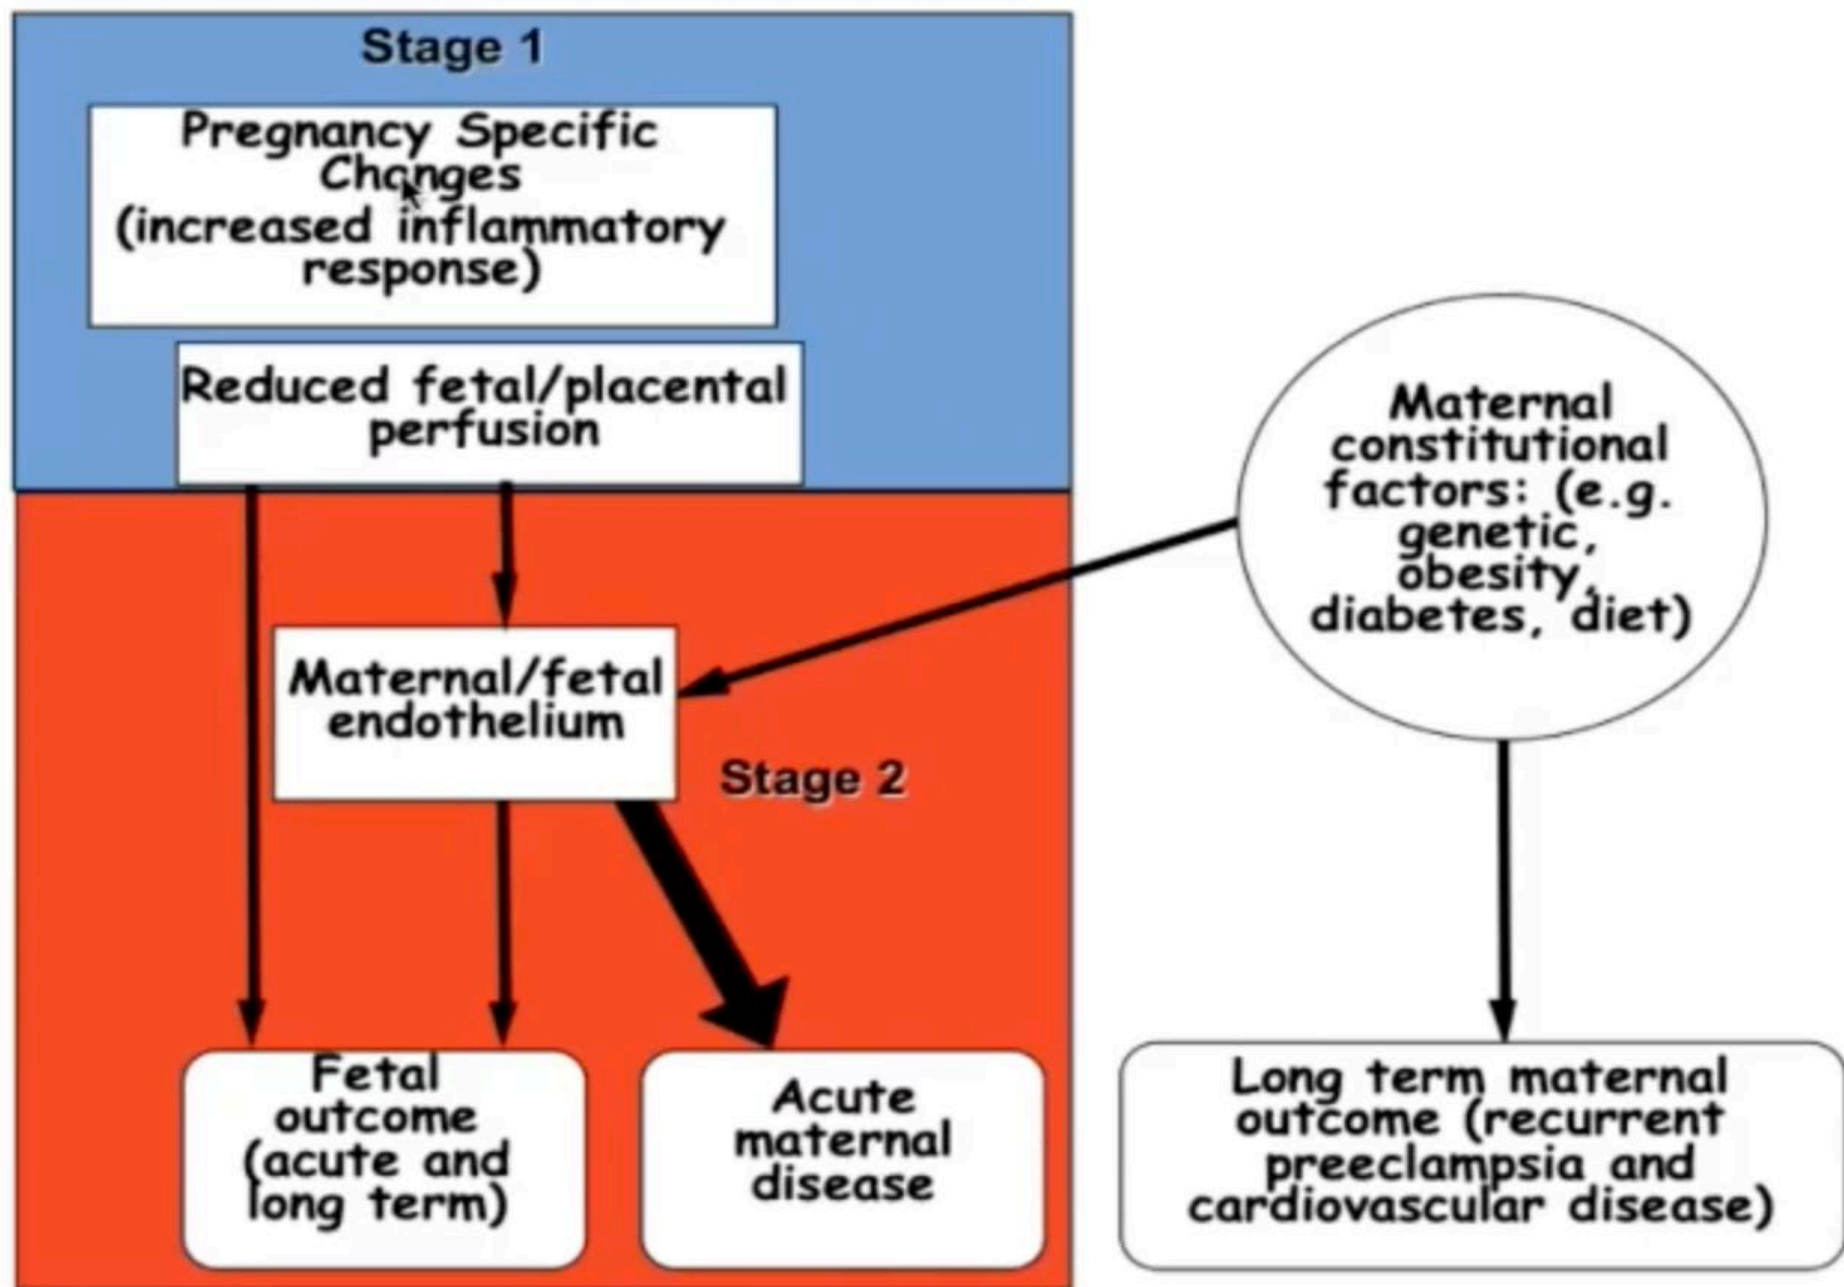 Stage 1
Pregnancy Specific
Changes
(increased inflammatory
response)
Reduced fetal/placental
perfusion
Maternal
constitutional
factors: (e.g.
genetic,
obesity,
diabetes, diet)
Maternal/fetal
endothelium
Stage 2
Fetal
outcome
(acute and
long term)
Acute
maternal
disease
Long term maternal
outcome (recurrent
preeclampsia and
cardiovascular disease)